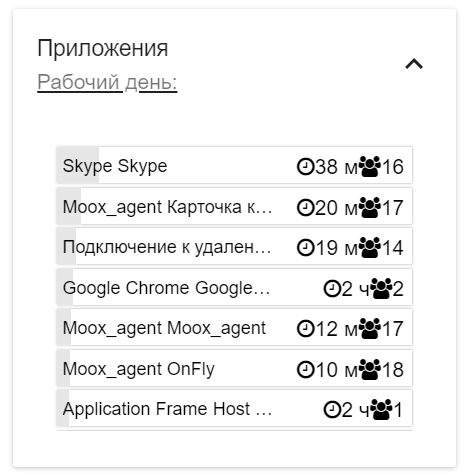 Приложения
Рабочий день:
Skype Skype 38 м 16
Moox_agent Карточка к... 20 м 17
Подключение к удален... 19 м 14
Google Chrome Google... 2 ч 2
Moox_agent Moox_agent 12 м 17
Moox_agent OnFly 10 м 18
Application Frame Host ... 2 ч 1